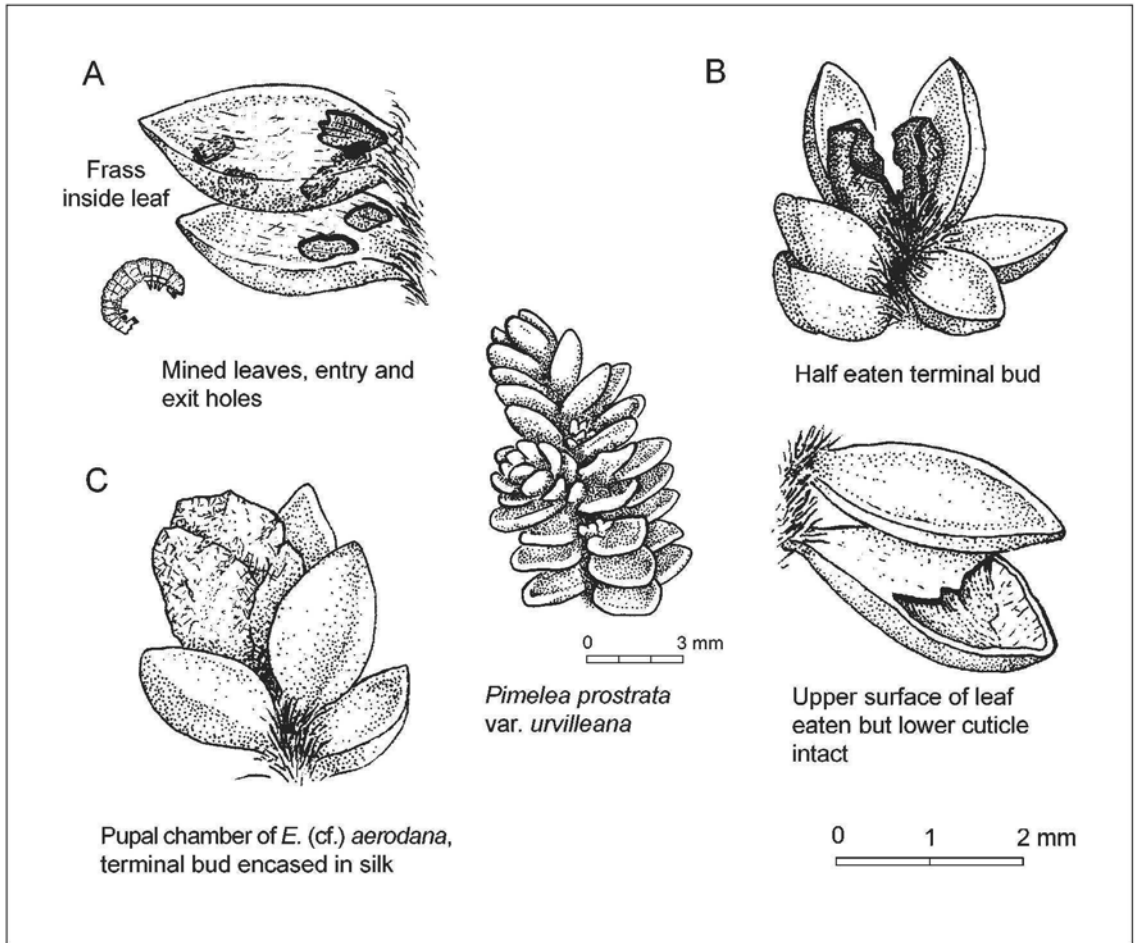 A
Frass
inside leaf
Mined leaves, entry and
exit holes
B
Half eaten terminal bud
C
Pupal chamber of E. (cf.) aerodana,
terminal bud encased in silk
0 3 mm
Pimelea prostrata
var. urvilleana
Upper surface of leaf
eaten but lower cuticle
intact
0 1 2 mm